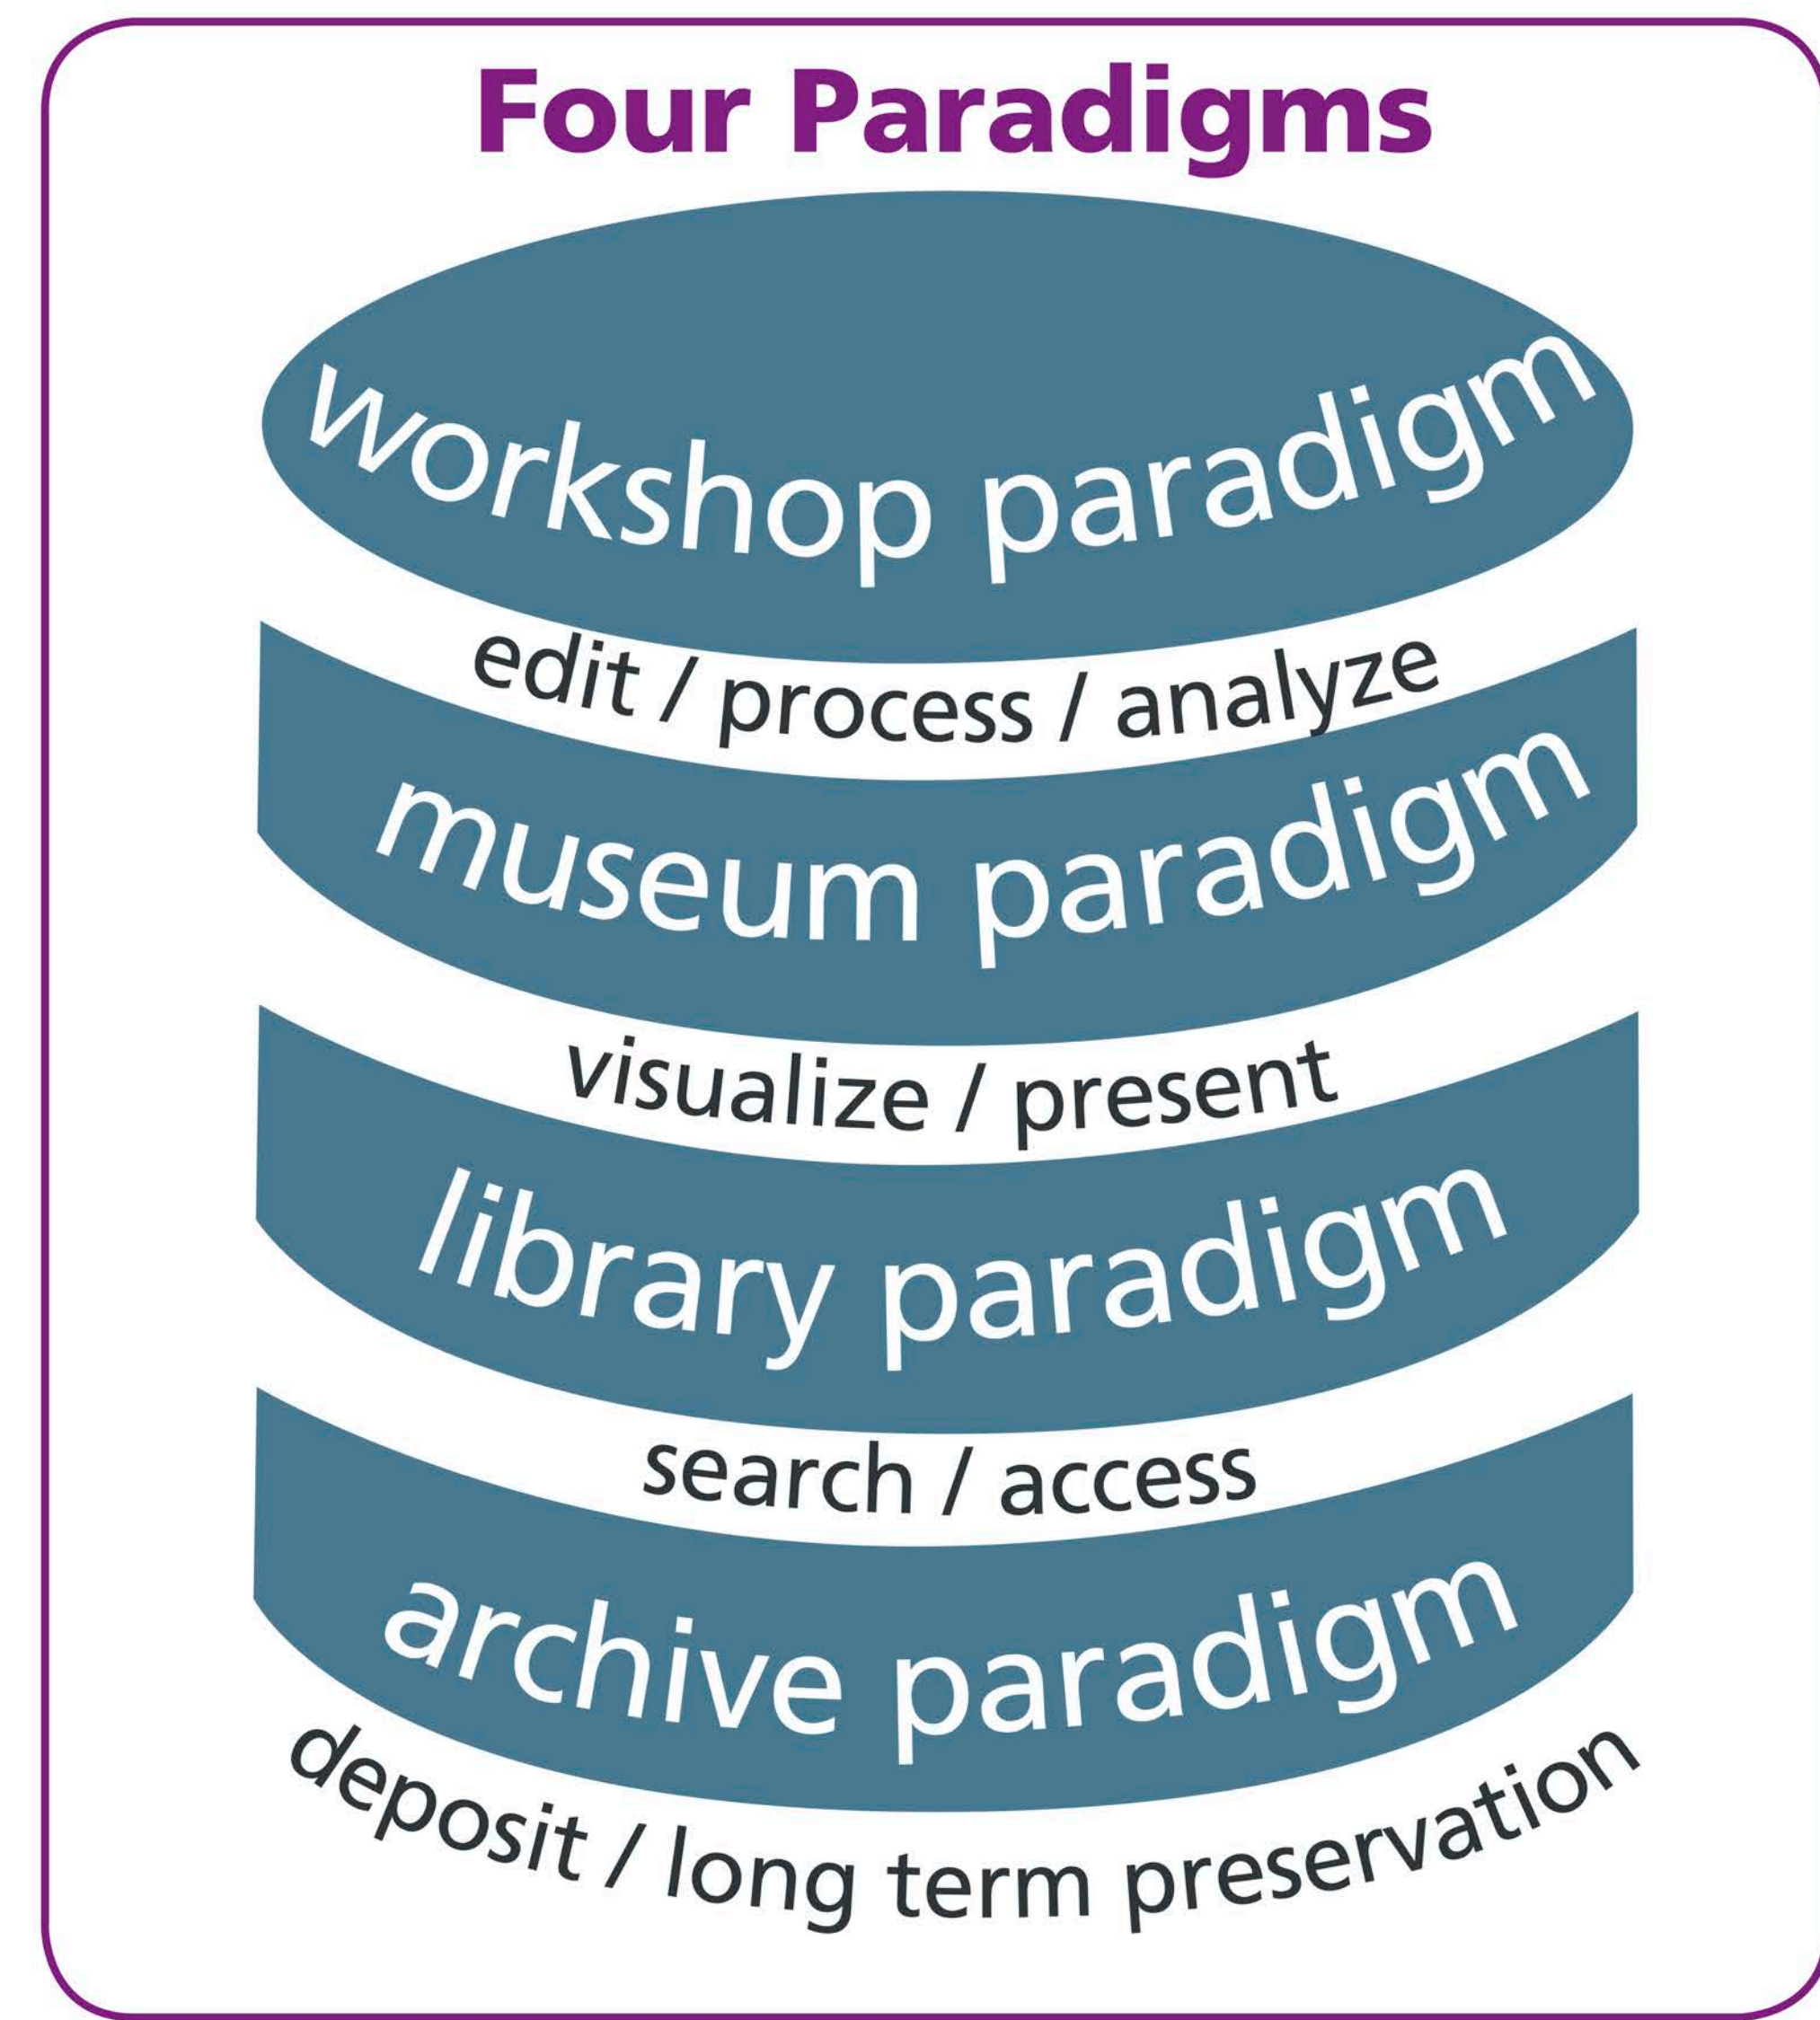 Four Paradigms
workshop paradigm
edit / process / analyze
museum paradigm
visualize / present
library paradigm
search / access
archive paradigm
deposit / long term preservation